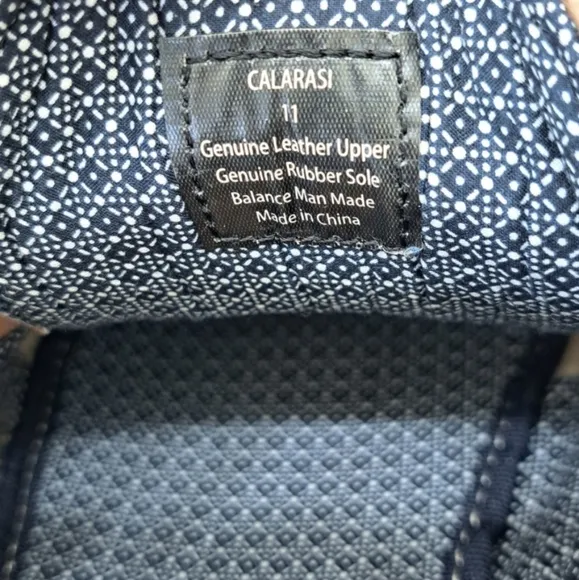 CALARASI
11
Genuine Leather Upper
Genuine Rubber Sole
Balance Man Made
Made in China